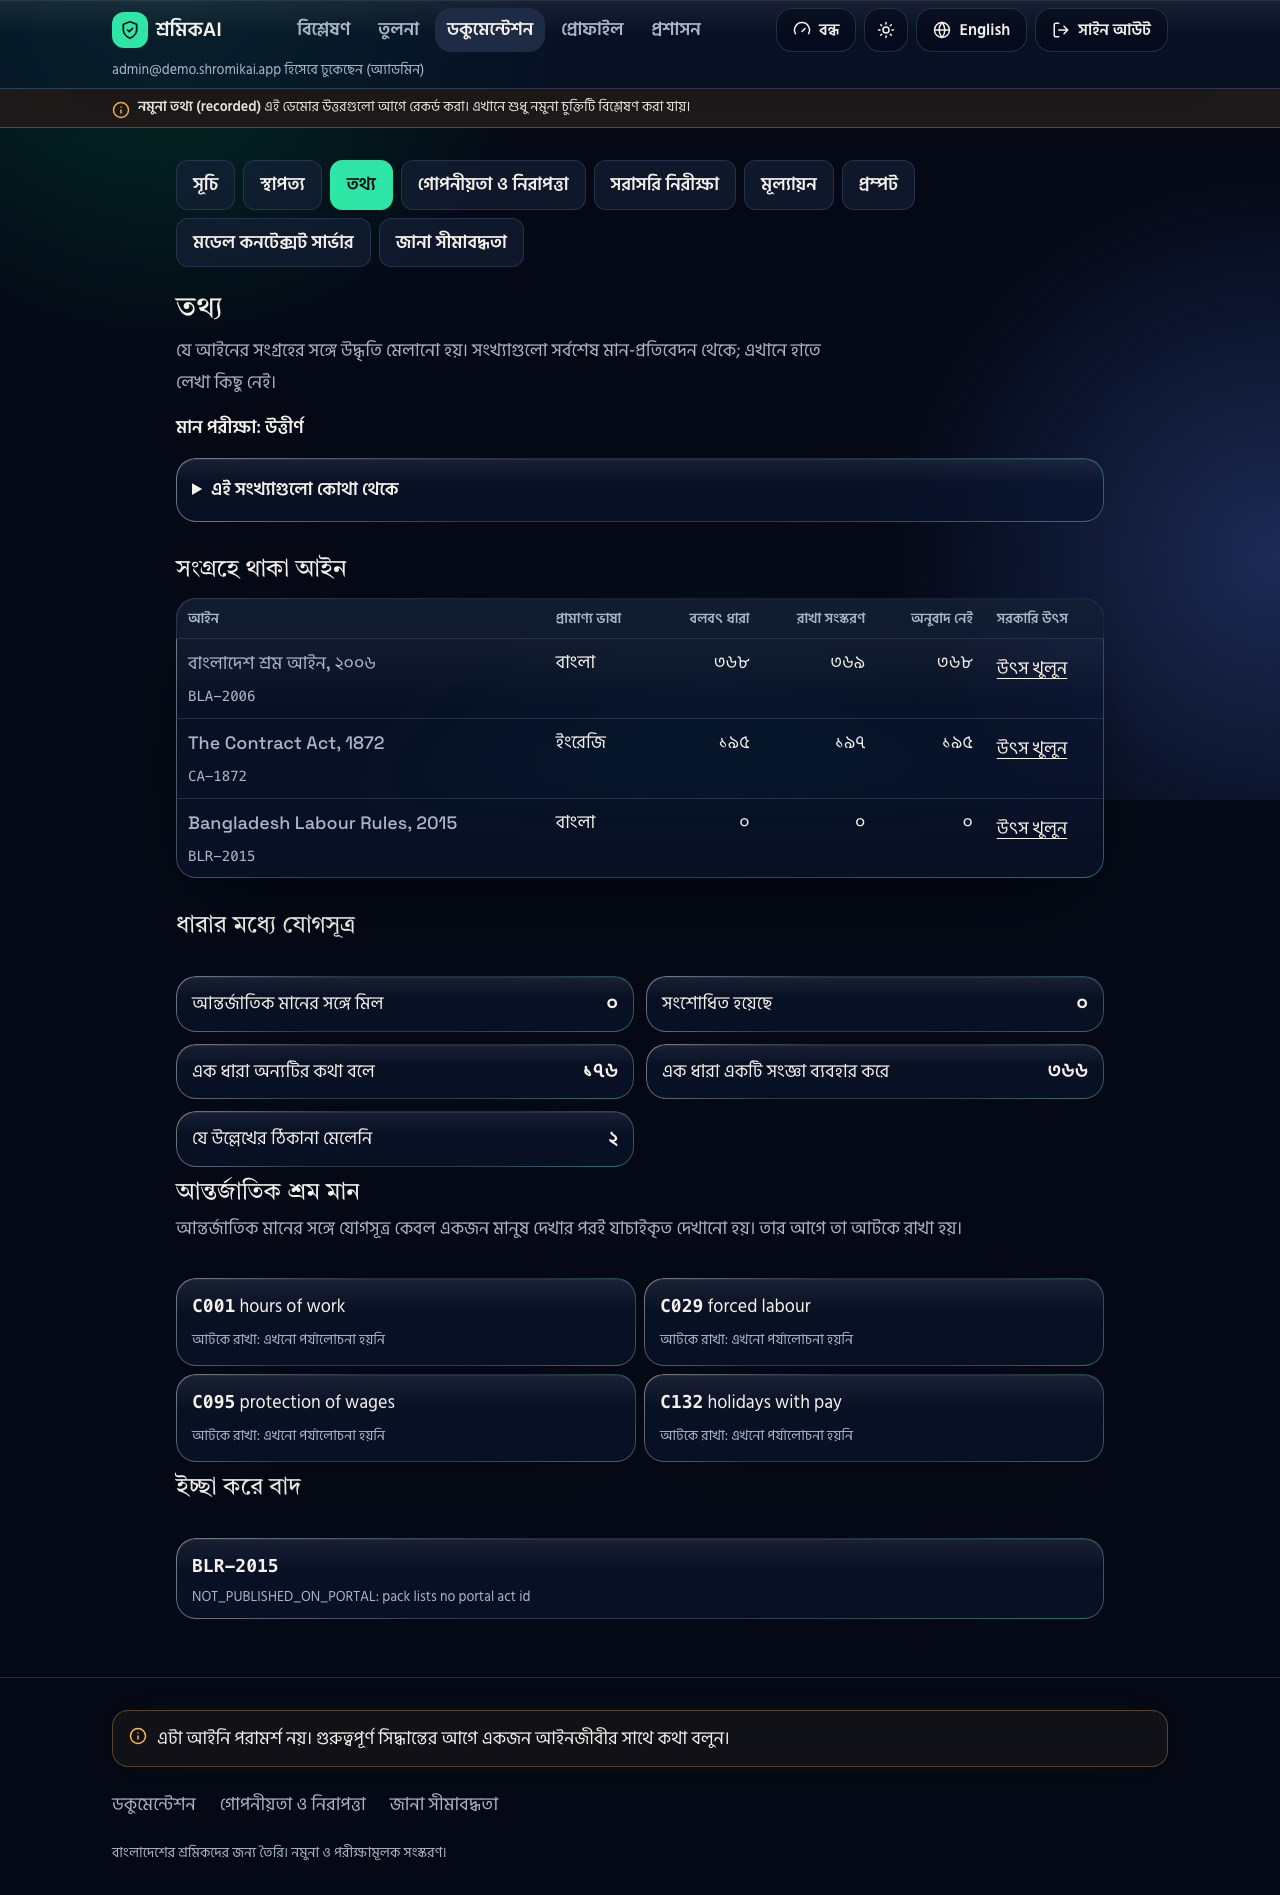 শ্রমিকAI
বিশ্লেষণ তুলনা ডকুমেন্টেশন প্রোফাইল প্রশাসন
বন্ধ English সাইন আউট
admin@demo.shromikai.app হিসেবে ঢুকেছেন (অ্যাডমিন)
নমুনা তথ্য (recorded) এই ডেমোর উত্তরগুলো আগে রেকর্ড করা। এখানে শুধু নমুনা চুক্তিটি বিশ্লেষণ করা যায়।
সূচি স্থাপত্য তথ্য গোপনীয়তা ও নিরাপত্তা সরাসরি নিরীক্ষা মূল্যায়ন প্রম্পট
মডেল কনটেক্সট সার্ভার জানা সীমাবদ্ধতা
তথ্য
যে আইনের সংগ্রহের সঙ্গে উদ্ধৃতি মেলানো হয়। সংখ্যাগুলো সর্বশেষ মান-প্রতিবেদন থেকে; এখানে হাতে
লেখা কিছু নেই।
মান পরীক্ষা: উত্তীর্ণ
এই সংখ্যাগুলো কোথা থেকে
সংগ্রহে থাকা আইন
আইন প্রামাণ্য ভাষা বলবৎ ধারা রাখা সংস্করণ অনুবাদ নেই সরকারি উৎস
বাংলাদেশ শ্রম আইন, ২০০৬ বাংলা ৩৬৮ ৩৬৯ ৩৬৮ উৎস খুলুন
BLA-2006
The Contract Act, 1872 ইংরেজি ১৯৫ ১৯৭ ১৯৫ উৎস খুলুন
CA-1872
Bangladesh Labour Rules, 2015 বাংলা ০ ০ ০ উৎস খুলুন
BLR-2015
ধারার মধ্যে যোগসূত্র
আন্তর্জাতিক মানের সঙ্গে মিল ০
সংশোধিত হয়েছে ০
এক ধারা অন্যটির কথা বলে ১৭৬
এক ধারা একটি সংজ্ঞা ব্যবহার করে ৩৬৬
যে উল্লেখের ঠিকানা মেলেনি ২
আন্তর্জাতিক শ্রম মান
আন্তর্জাতিক মানের সঙ্গে যোগসূত্র কেবল একজন মানুষ দেখার পরই যাচাইকৃত দেখানো হয়। তার আগে তা আটকে রাখা হয়।
C001 hours of work
আটকে রাখা: এখনো পর্যালোচনা হয়নি
C029 forced labour
আটকে রাখা: এখনো পর্যালোচনা হয়নি
C095 protection of wages
আটকে রাখা: এখনো পর্যালোচনা হয়নি
C132 holidays with pay
আটকে রাখা: এখনো পর্যালোচনা হয়নি
ইচ্ছা করে বাদ
BLR-2015
NOT_PUBLISHED_ON_PORTAL: pack lists no portal act id
এটা আইনি পরামর্শ নয়। গুরুত্বপূর্ণ সিদ্ধান্তের আগে একজন আইনজীবীর সাথে কথা বলুন।
ডকুমেন্টেশন গোপনীয়তা ও নিরাপত্তা জানা সীমাবদ্ধতা
বাংলাদেশের শ্রমিকদের জন্য তৈরি। নমুনা ও পরীক্ষামূলক সংস্করণ।